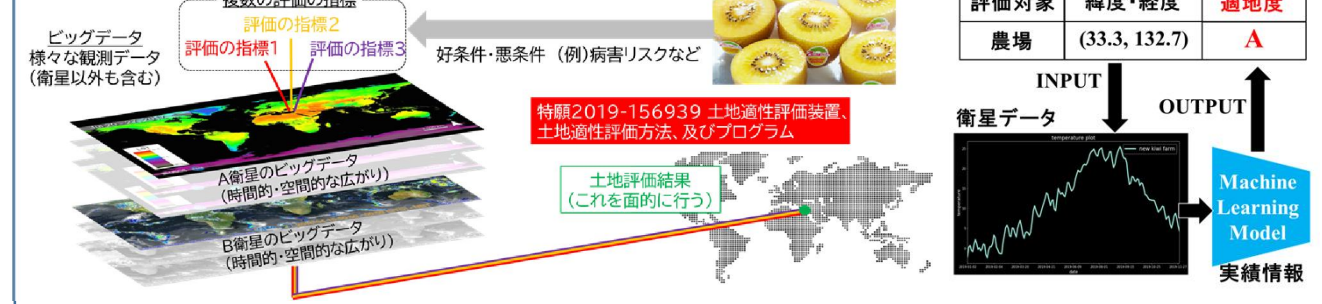 複数の評価の指標
評価の指標2
評価の指標1
評価の指標3
ビッグデータ
様々な観測データ
(衛星以外も含む)
好条件・悪条件 (例)病害リスクなど
A衛星のビッグデータ
(時間的・空間的な広がり)
B衛星のビッグデータ
(時間的・空間的な広がり)
特願2019-156939 土地適性評価装置、
土地適性評価方法、及びプログラム
土地評価結果
(これを面的に行う)
評価対象 緯度・経度 適地度
農場 (33.3, 132.7) A
INPUT
OUTPUT
衛星データ
temperature plot
new kiwi farm
temperature
date
Machine
Learning
Model
実績情報